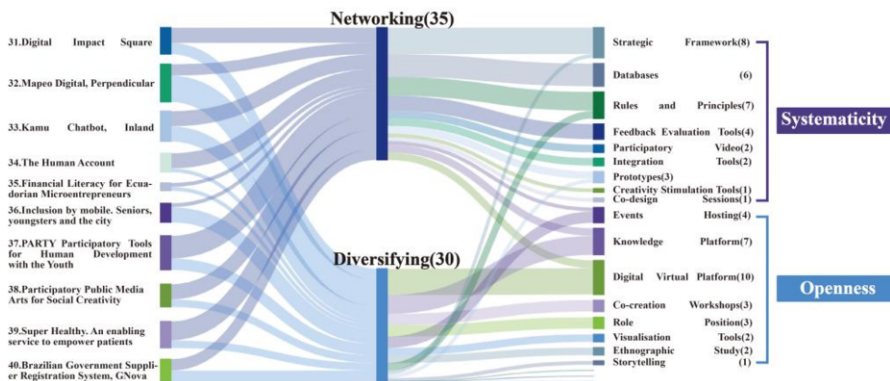 Networking(35)
31.Digital Impact Square
32.Mapeo Digital, Perpendicular
33.Kamu Chatbot, Inland
34.The Human Account
35.Financial Literacy for Ecua-
dorian Microentrepreneurs
36.Inclusion by mobile. Seniors,
youngsters and the city
37.PARTY Participatory Tools
for Human Development
with the Youth
38.Participatory Public Media
Arts for Social Creativity
39.Super Healthy. An enabling
service to empower patients
40.Brazilian Government Suppli-
er Registration System, GNova
Diversifying(30)
Strategic Framework(8)
Databases (6)
Rules and Principles(7)
Feedback Evaluation Tools(4)
Participatory Video(2)
Integration Tools(2)
Prototypes(3)
Creativity Stimulation Tools(1)
Co-design Sessions(1)
Events Hosting(4)
Knowledge Platform(7)
Digital Virtual Platform(10)
Co-creation Workshops(3)
Role Position(3)
Visualisation Tools(2)
Ethnographic Study(2)
Storytelling (1)
Systematicity
Openness